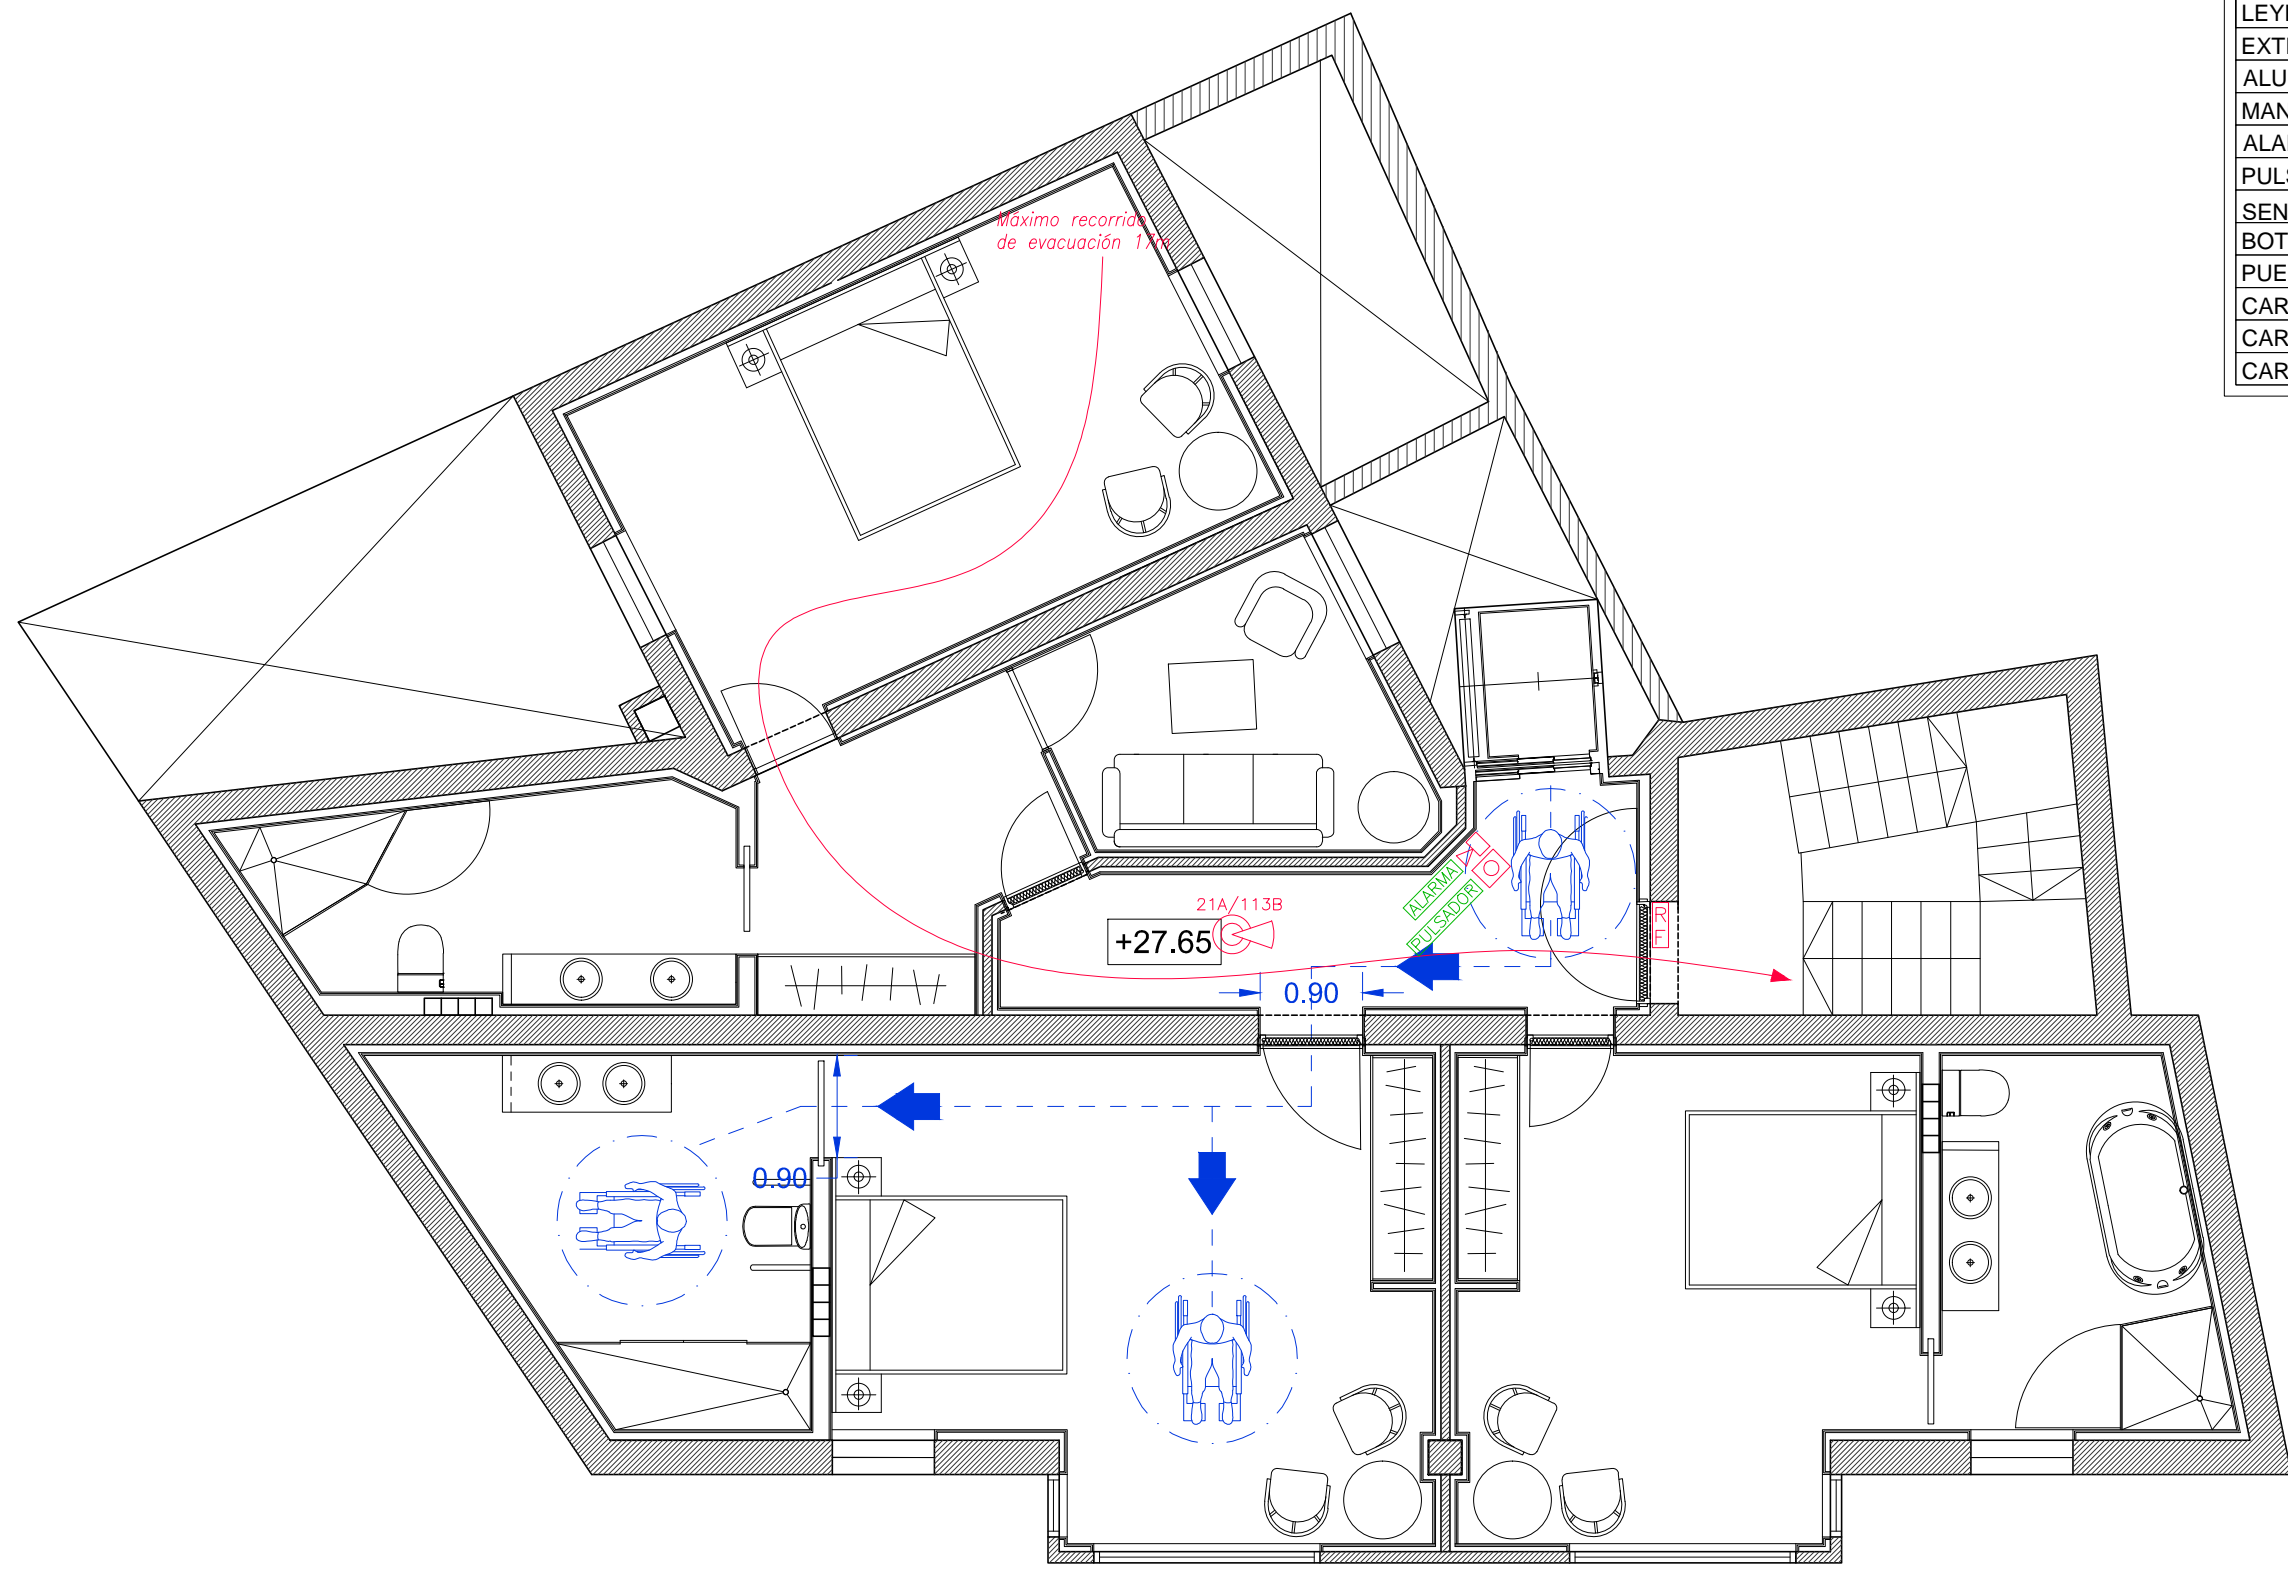 LEY
EXT
ALU
MAN
ALA
PUL
SEN
BOT
PUE
CAR
CAR
CAR
Máximo recorrido
de evacuación 17m
21A/113B
+27.65
ALARMA
PULSADOR
RF
0.90
0.90